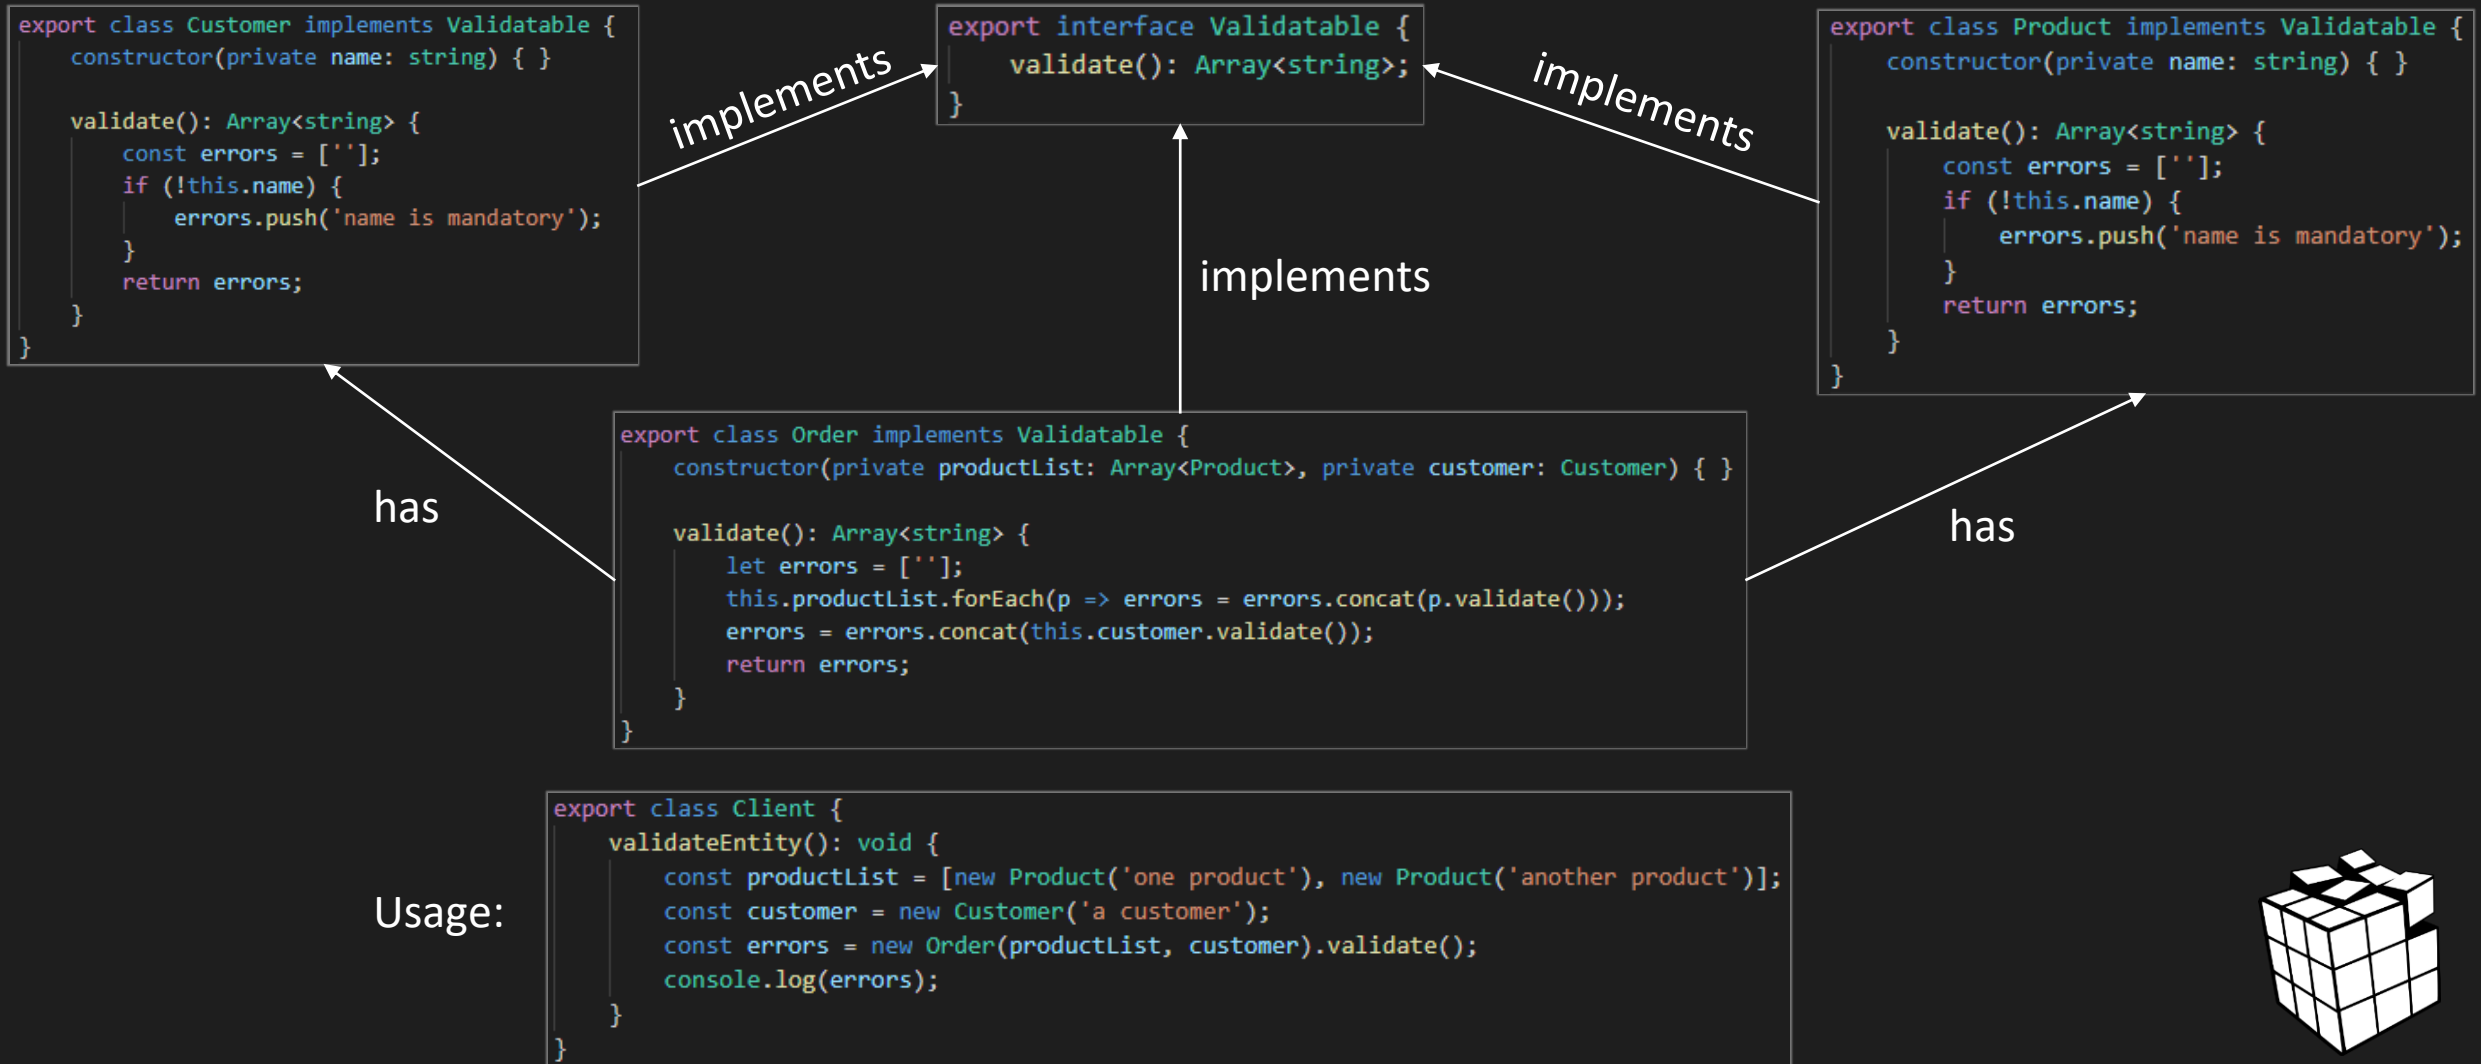 export class Customer implements Validatable {
constructor(private name: string) { }
validate(): Array<string> {
const errors = [''];
if (!this.name) {
errors.push('name is mandatory');
}
return errors;
}
}
implements
export interface Validatable {
validate(): Array<string>;
}
implements
export class Product implements Validatable {
constructor(private name: string) { }
validate(): Array<string> {
const errors = [''];
if (!this.name) {
errors.push('name is mandatory');
}
return errors;
}
}
implements
has
export class Order implements Validatable {
constructor(private productList: Array<Product>, private customer: Customer) { }
validate(): Array<string> {
let errors = [''];
this.productList.forEach(p => errors = errors.concat(p.validate()));
errors = errors.concat(this.customer.validate());
return errors;
}
}
has
Usage:
export class Client {
validateEntity(): void {
const productList = [new Product('one product'), new Product('another product')];
const customer = new Customer('a customer');
const errors = new Order(productList, customer).validate();
console.log(errors);
}
}